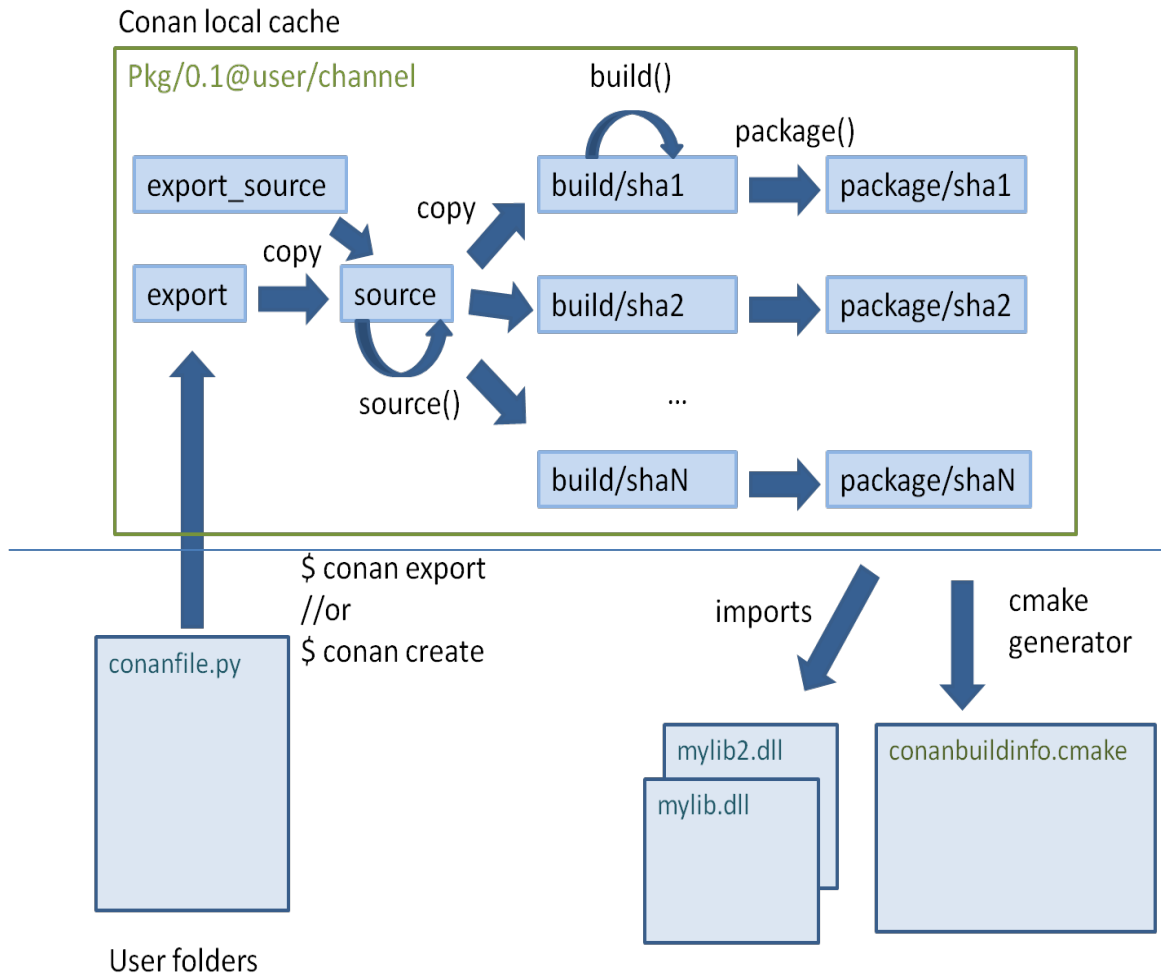 Conan local cache
Pkg/0.1@user/channel
build()
package()
export_source
build/sha1
package/sha1
copy
copy
export
source
build/sha2
package/sha2
source()
...
build/shaN
package/shaN
$ conan export
//or
$ conan create
imports
cmake
generator
conanfile.py
mylib2.dll
conanbuildinfo.cmake
mylib.dll
User folders